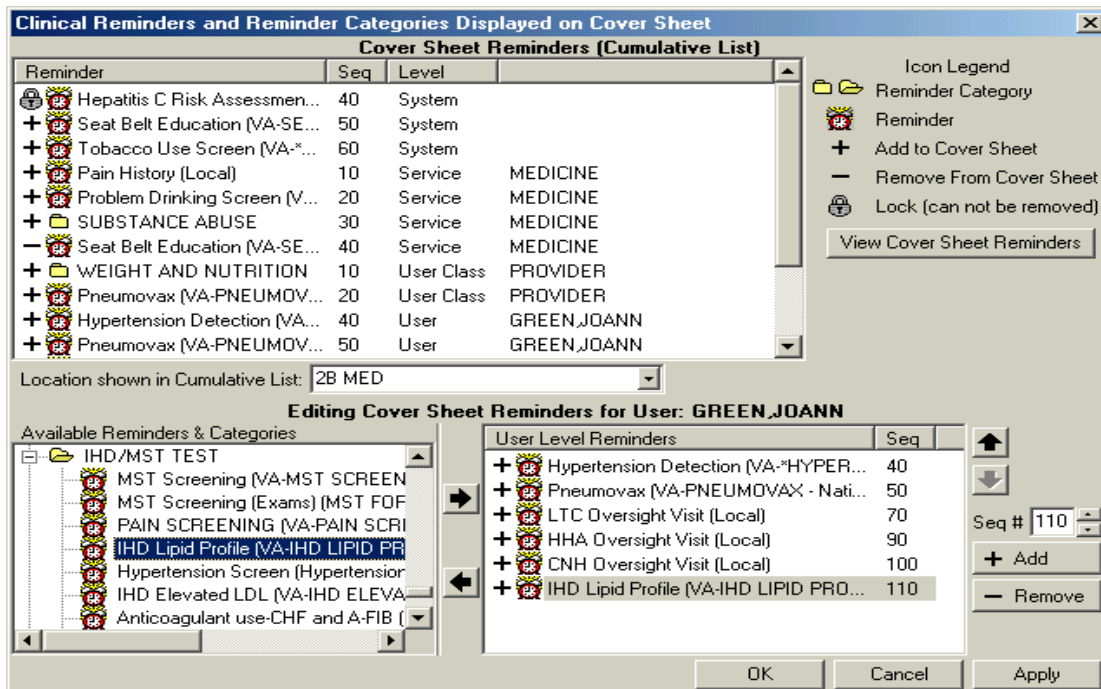 Clinical Reminders and Reminder Categories Displayed on Cover Sheet
Cover Sheet Reminders (Cumulative List)
Reminder Seq Level
Hepatitis C Risk Assessmen... 40 System
Seat Belt Education (VA-SE... 50 System
Tobacco Use Screen (VA-*... 60 System
Pain History (Local) 10 Service MEDICINE
Problem Drinking Screen (V... 20 Service MEDICINE
SUBSTANCE ABUSE 30 Service MEDICINE
Seat Belt Education (VA-SE... 40 Service MEDICINE
WEIGHT AND NUTRITION 10 User Class PROVIDER
Pneumovax (VA-PNEUMOV... 20 User Class PROVIDER
Hypertension Detection (VA... 40 User GREEN,JOANN
Pneumovax (VA-PNEUMOV... 50 User GREEN,JOANN
Icon Legend
Reminder Category
Reminder
Add to Cover Sheet
Remove From Cover Sheet
Lock (can not be removed)
View Cover Sheet Reminders
Location shown in Cumulative List: 2B MED
Editing Cover Sheet Reminders for User: GREEN,JOANN
Available Reminders & Categories
IHD/MST TEST
MST Screening (VA-MST SCREEN
MST Screening (Exams) (MST FOF
PAIN SCREENING (VA-PAIN SCRI
IHD Lipid Profile (VA-IHD LIPID PR
Hypertension Screen (Hypertension
IHD Elevated LDL (VA-IHD ELEVA
Anticoagulant use-CHF and A-FIB (
User Level Reminders Seq
Hypertension Detection (VA-*HYPER... 40
Pneumovax (VA-PNEUMOVAX - Nati... 50
LTC Oversight Visit (Local) 70
HHA Oversight Visit (Local) 90
CNH Oversight Visit (Local) 100
IHD Lipid Profile (VA-IHD LIPID PRO... 110
Seq # 110
+ Add
− Remove
OK Cancel Apply